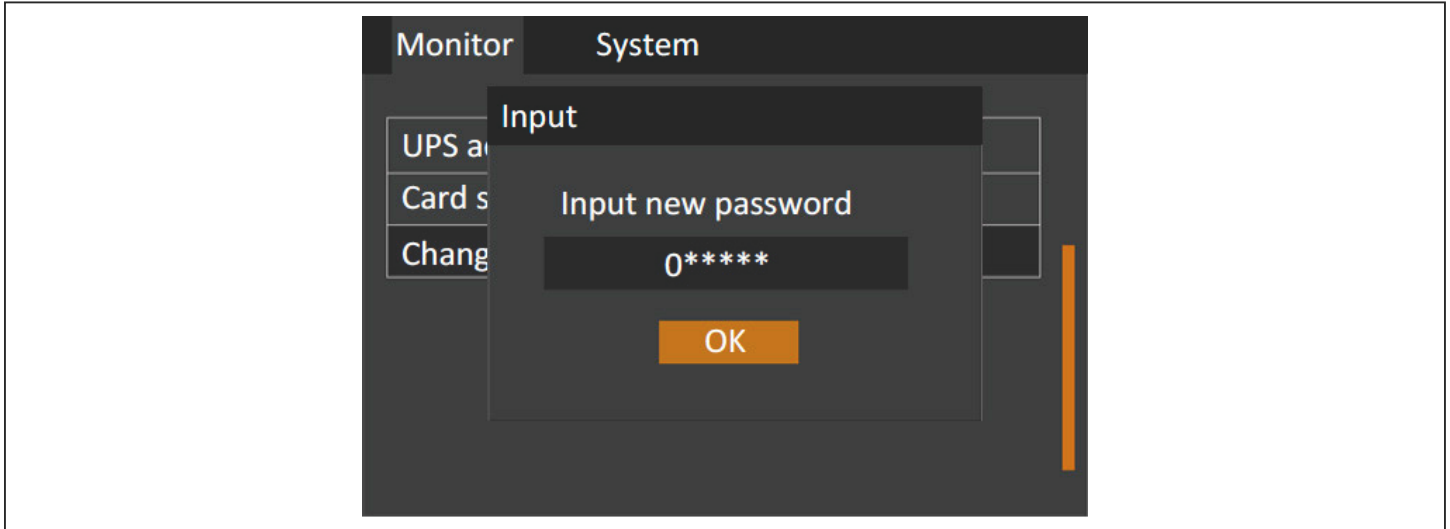 Monitor System
Input
UPS a
Card s
Input new password
Chang
0*****
OK